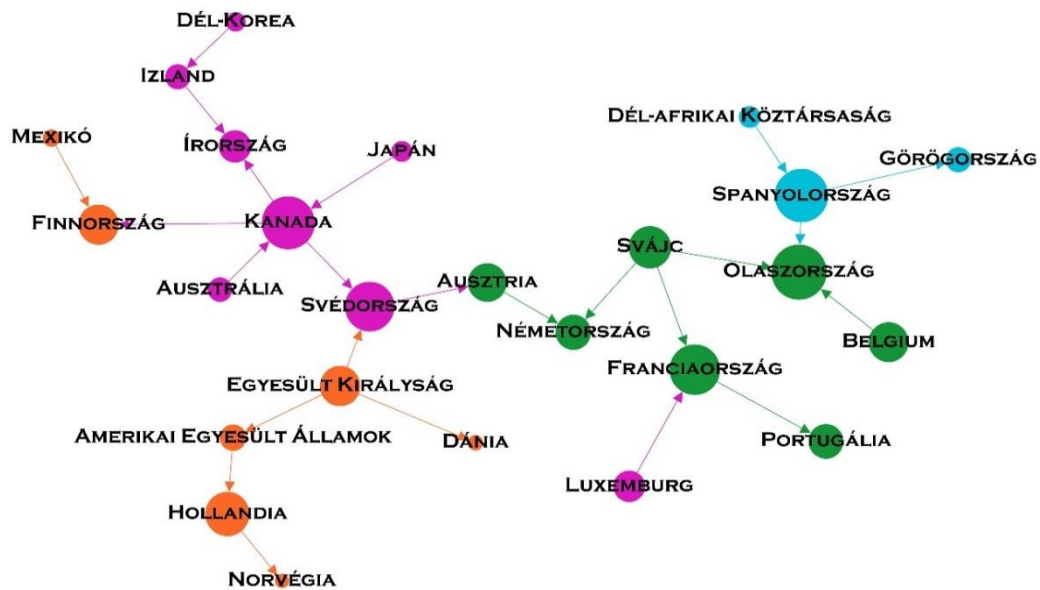 DÉL-KOREA
IZLAND
MEXIKÓ
ÍRORSZÁG
JAPÁN
FINNORSZÁG
KANADA
AUSZTRÁLIA
SVÉDORSZÁG
AUSZTRIA
NÉMETORSZÁG
SVÁJC
DÉL-AFRIKAI KÖZTÁRSASÁG
GÖRÖGORSZÁG
SPANYOLORSZÁG
OLASZORSZÁG
BELGIUM
FRANCIAORSZÁG
PORTUGÁLIA
LUXEMBURG
EGYESÜLT KIRÁLYSÁG
AMERIKAI EGYESÜLT ÁLLAMOK
DÁNIA
HOLLANDIA
NORVÉGIA